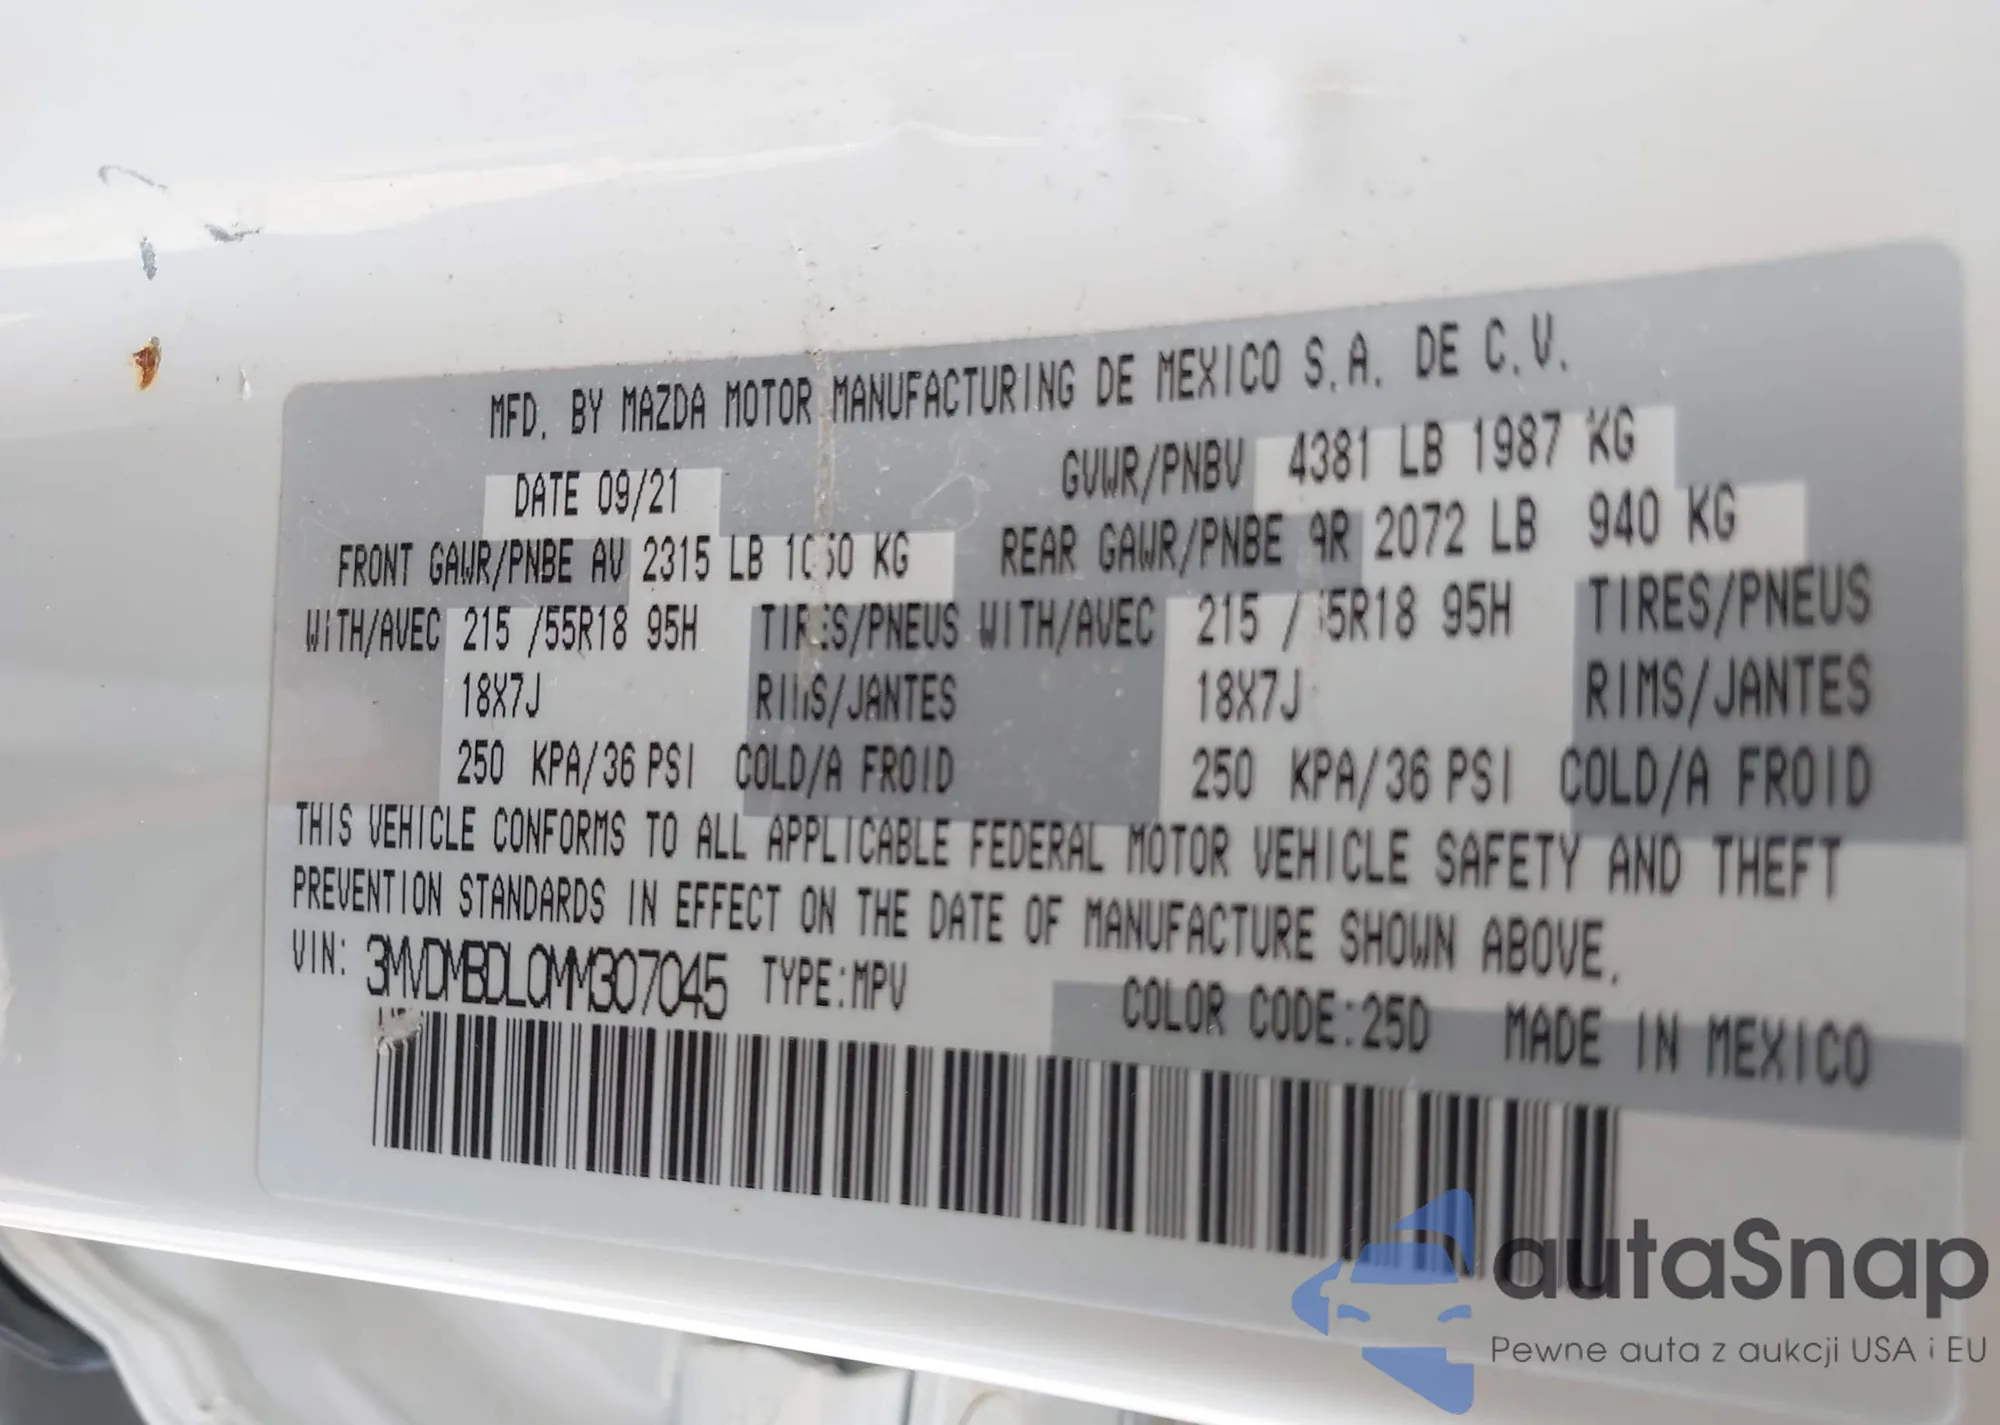 MFD. BY MAZDA MOTOR MANUFACTURING DE MEXICO S.A. DE C.V.
DATE 09/21 GVWR/PNBV 4381 LB 1987 KG
FRONT GAWR/PNBE AV 2315 LB KG REAR GAWR/PNBE AR 2072 LB 940 KG
WITH/AVEC 215 /55R18 95H TIRES/PNEUS WITH/AVEC 215 /55R18 95H TIRES/PNEUS
18X7J RIMS/JANTES 18X7J RIMS/JANTES
250 KPA/36 PSI COLD/A FROID 250 KPA/36 PSI COLD/A FROID
THIS VEHICLE CONFORMS TO ALL APPLICABLE FEDERAL MOTOR VEHICLE SAFETY AND THEFT
PREVENTION STANDARDS IN EFFECT ON THE DATE OF MANUFACTURE SHOWN ABOVE.
VIN: 3MVDMBDL0MM307045 TYPE:MPV
COLOR CODE:25D MADE IN MEXICO
autaSnap
Pewne auta z aukcji USA i EU